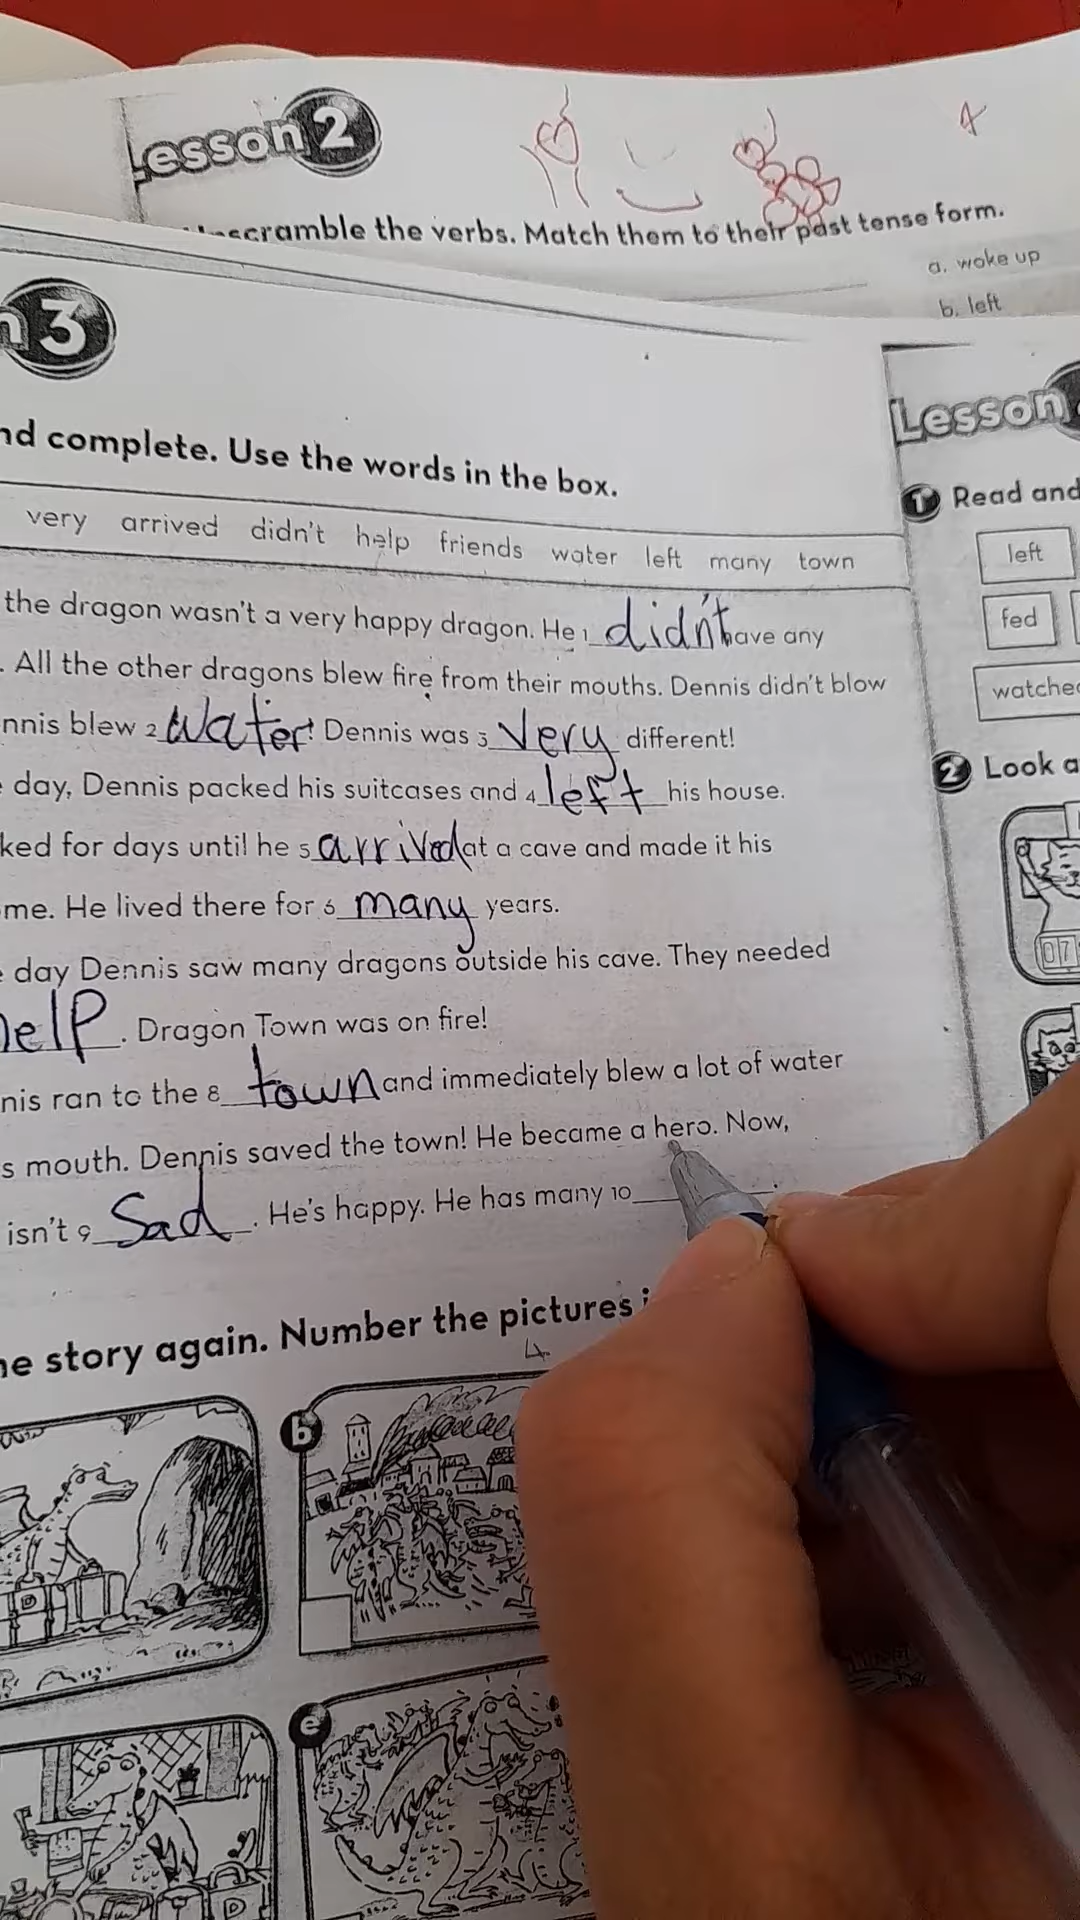 Lesson 2
scramble the verbs. Match them to their past tense form.
a. woke up
b. left
3
nd complete. Use the words in the box.
very arrived didn't help friends water left many town
the dragon wasn't a very happy dragon. He 1 didn't have any
. All the other dragons blew fire from their mouths. Dennis didn't blow
nnis blew 2 water! Dennis was 3 very different!
e day, Dennis packed his suitcases and 4 left his house.
ked for days until he 5 arrived at a cave and made it his
me. He lived there for 6 many years.
e day Dennis saw many dragons outside his cave. They needed
help. Dragon Town was on fire!
nis ran to the 8 town and immediately blew a lot of water
s mouth. Dennis saved the town! He became a hero. Now,
isn't 9 Sad. He's happy. He has many 10 .
he story again. Number the pictures i
4
b
e
D
D
Lesson
1 Read and
left
fed
watched
2 Look a
07